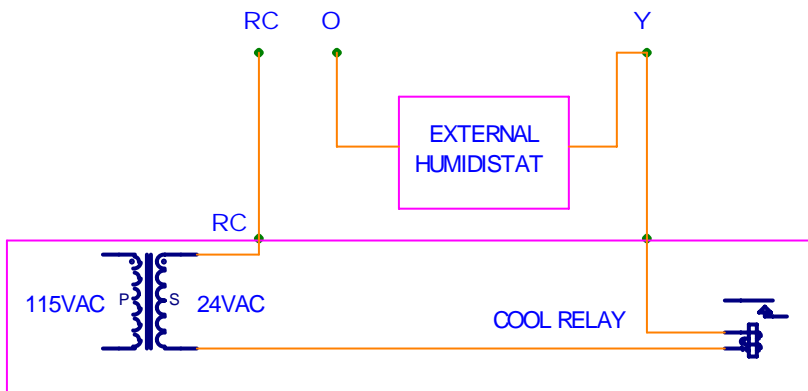 RC O Y
EXTERNAL
HUMIDISTAT
RC
115VAC P S 24VAC
COOL RELAY